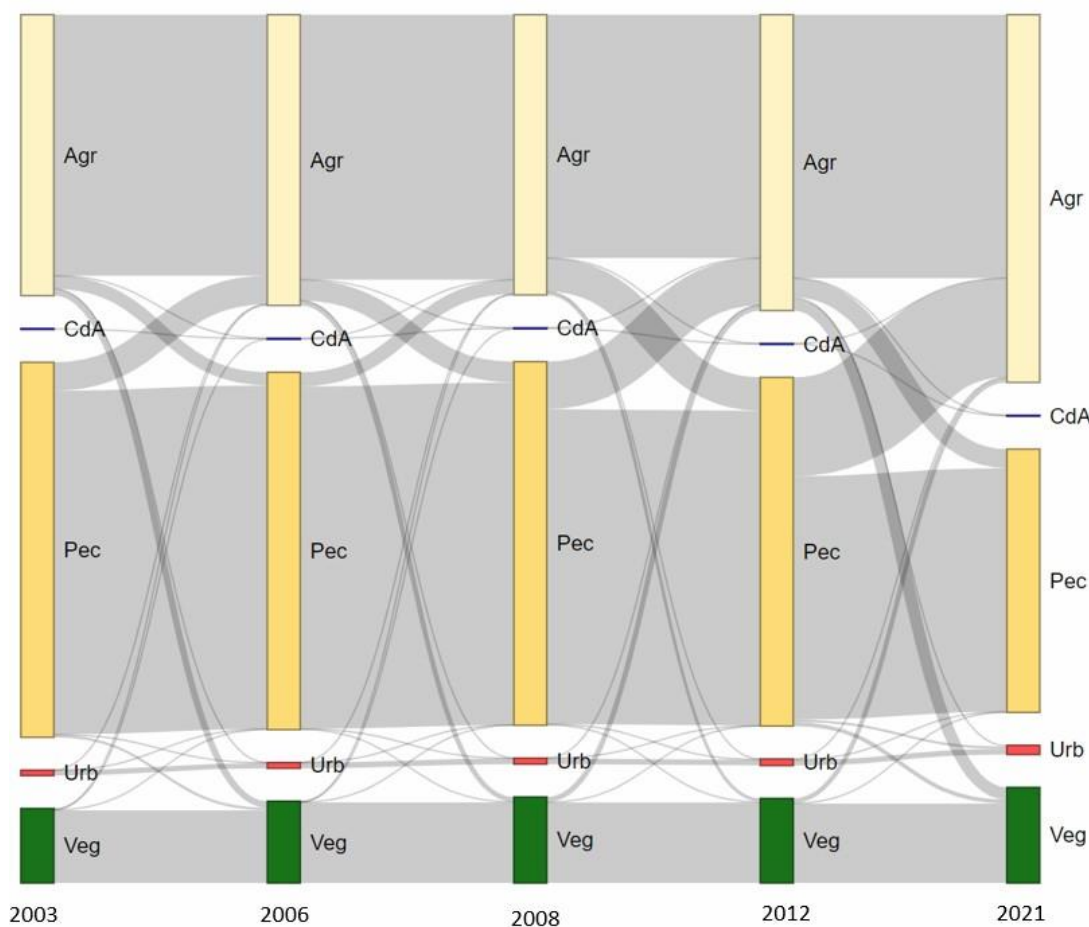 Agr
Agr
Agr
Agr
Agr
CdA
CdA
CdA
CdA
CdA
Pec
Pec
Pec
Pec
Pec
Urb
Urb
Urb
Urb
Urb
Veg
Veg
Veg
Veg
Veg
2003
2006
2008
2012
2021